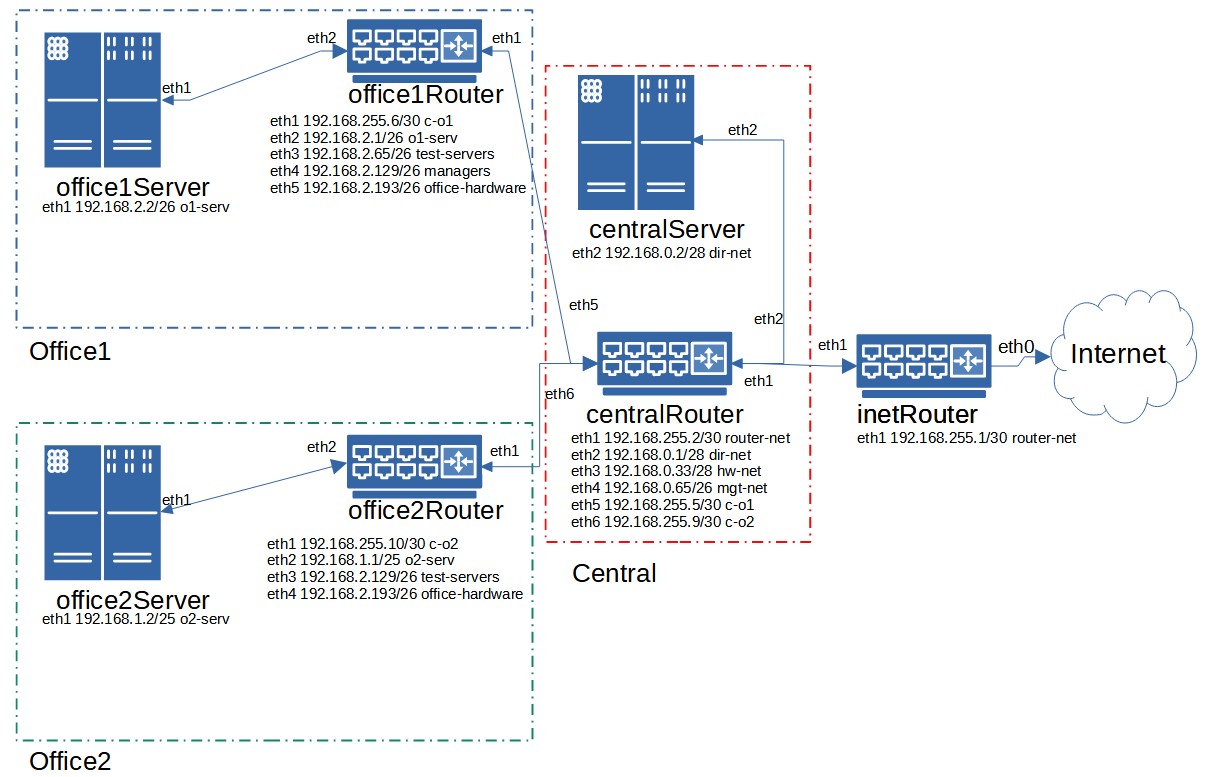 eth2
eth1
eth1
office1Router
eth1 192.168.255.6/30 c-o1
eth2 192.168.2.1/26 o1-serv
eth3 192.168.2.65/26 test-servers
eth4 192.168.2.129/26 managers
eth5 192.168.2.193/26 office-hardware
office1Server
eth1 192.168.2.2/26 o1-serv
Office1
eth2
centralServer
eth2 192.168.0.2/28 dir-net
eth5
eth2
eth6
eth1
centralRouter
eth1 192.168.255.2/30 router-net
eth2 192.168.0.1/28 dir-net
eth3 192.168.0.33/28 hw-net
eth4 192.168.0.65/26 mgt-net
eth5 192.168.255.5/30 c-o1
eth6 192.168.255.9/30 c-o2
Central
eth1
eth0
inetRouter
eth1 192.168.255.1/30 router-net
Internet
eth2
eth1
eth1
office2Router
eth1 192.168.255.10/30 c-o2
eth2 192.168.1.1/25 o2-serv
eth3 192.168.2.129/26 test-servers
eth4 192.168.2.193/26 office-hardware
office2Server
eth1 192.168.1.2/25 o2-serv
Office2